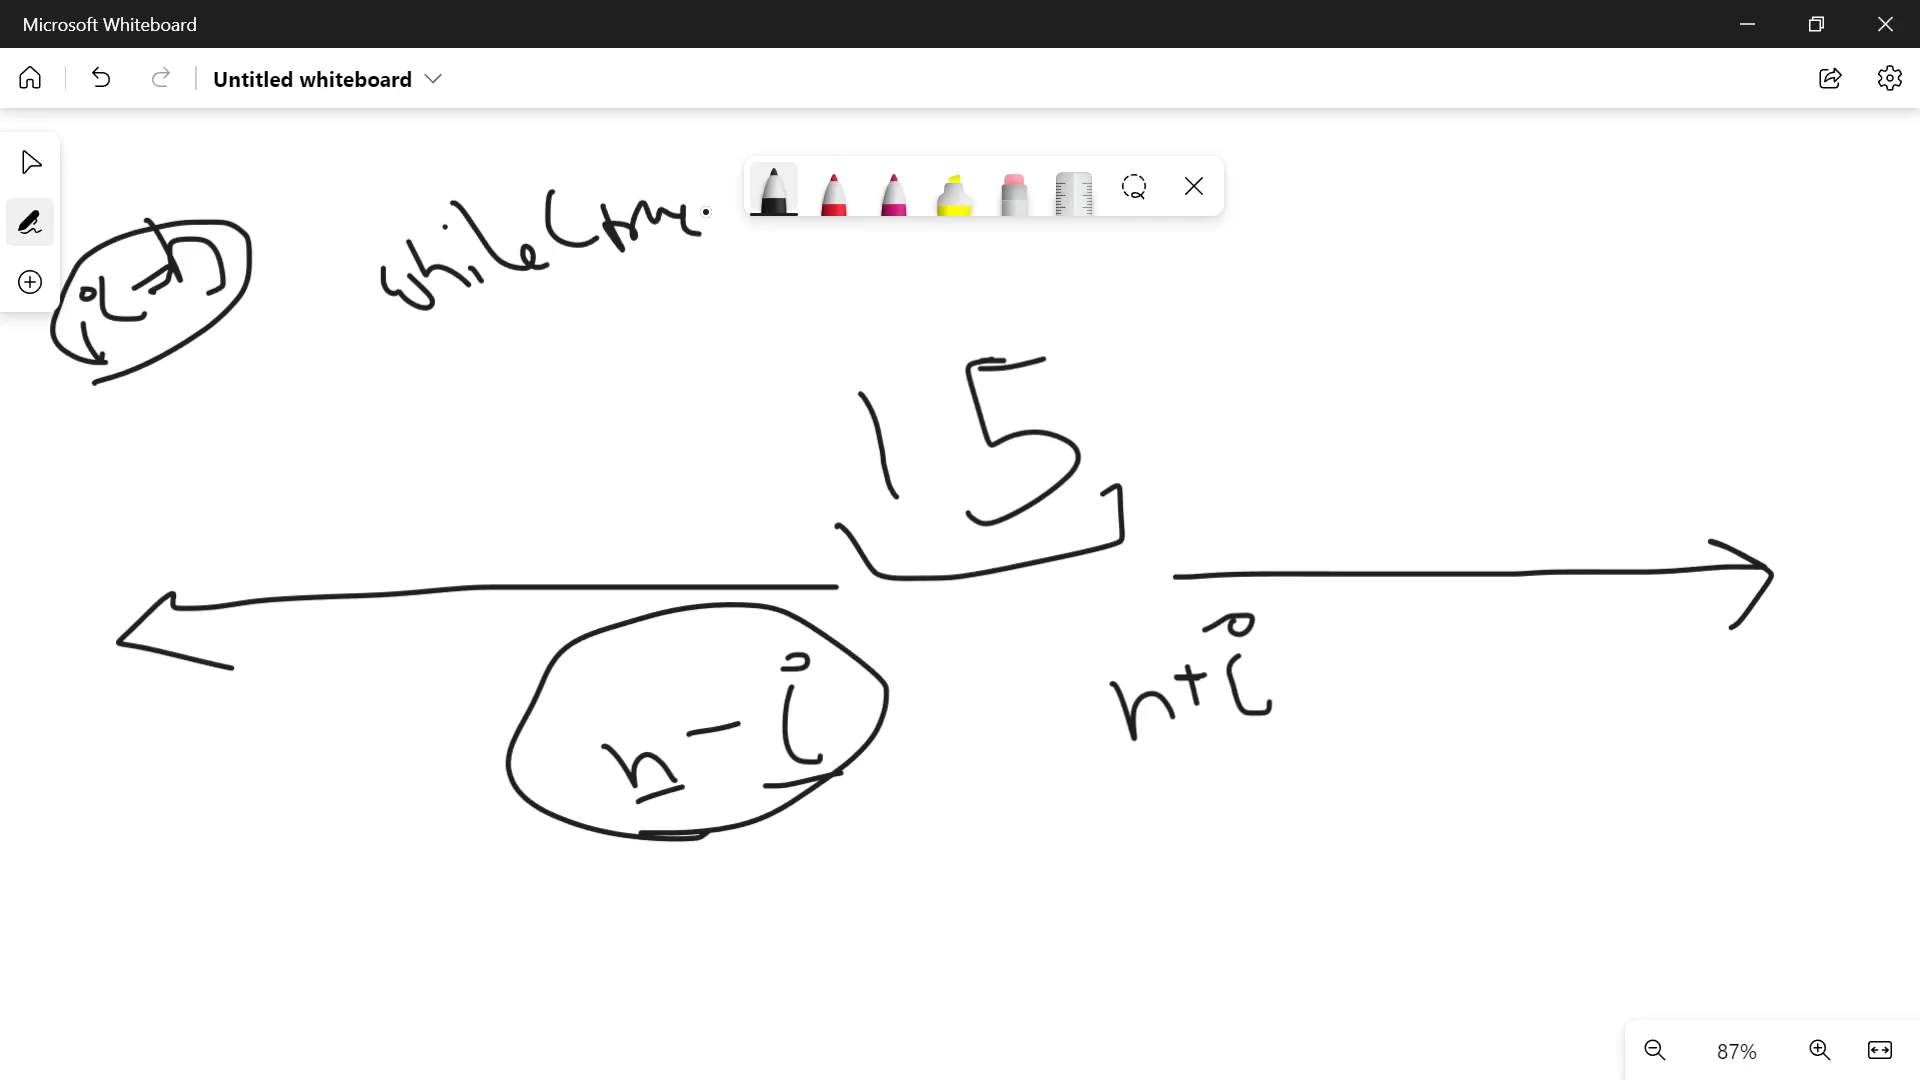 Microsoft Whiteboard
Untitled whiteboard
while(true
15
n - i
n + i
87%